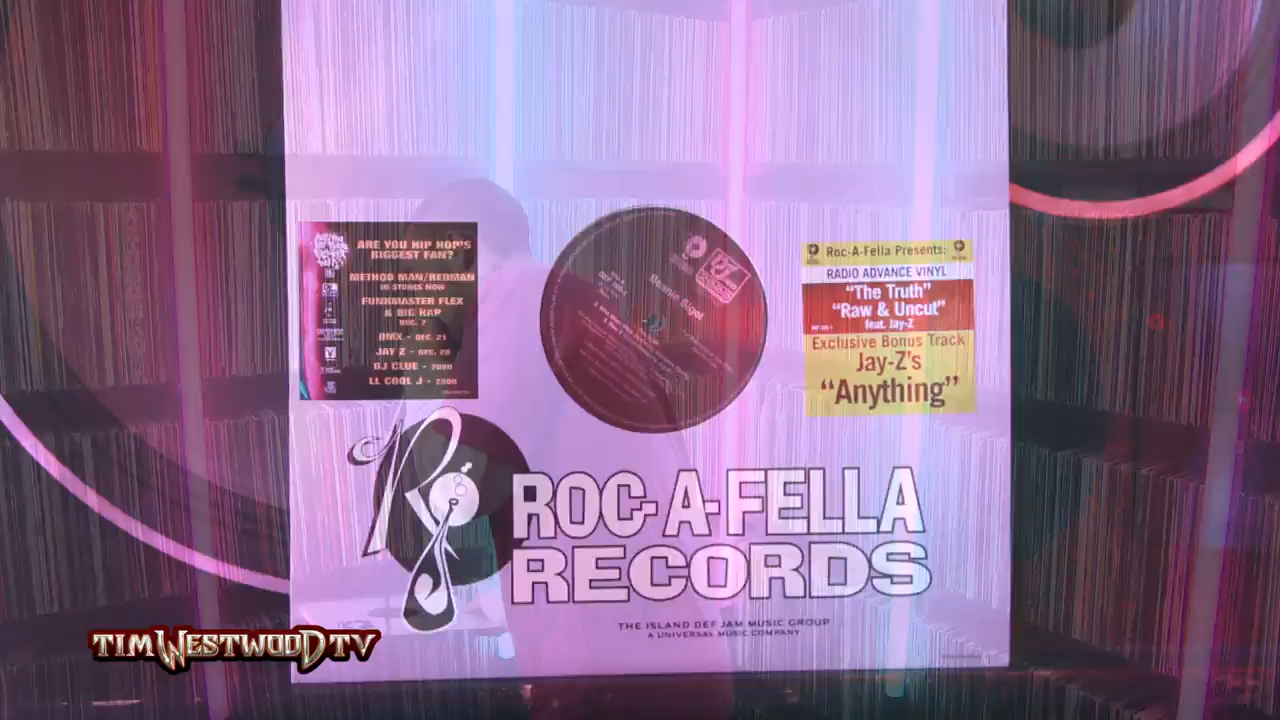 ARE YOU HIP HOP'S
BIGGEST FAN?
METHOD MAN/REDMAN
IN STORES NOW
FUNKMASTER FLEX
& BIG KAP
DEC. 7
DMX - DEC. 21
JAY Z - DEC. 28
DJ CLUE - 2000
LL COOL J - 2000
Beanie Sigel
Roc-A-Fella Presents:
RADIO ADVANCE VINYL
“The Truth”
“Raw & Uncut”
feat. Jay-Z
Exclusive Bonus Track
Jay-Z's
“Anything”
ROC-A-FELLA
RECORDS
THE ISLAND DEF JAM MUSIC GROUP
A UNIVERSAL MUSIC COMPANY
TIMWESTWOODTV